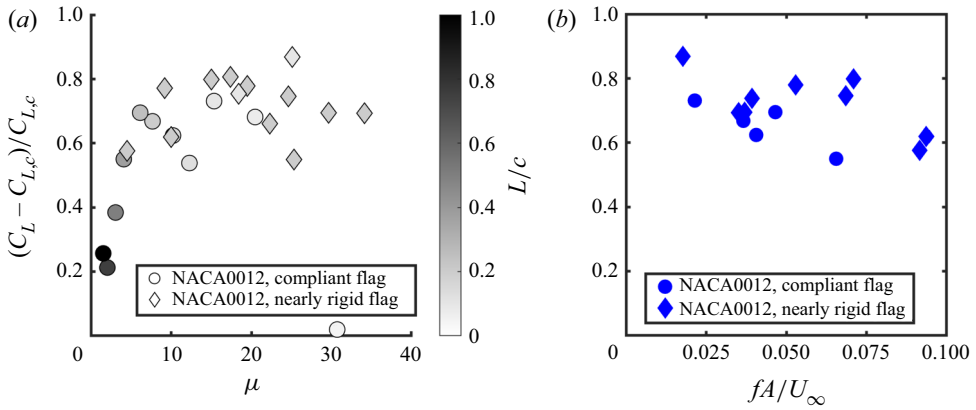 (a)
1.0
0.8
0.6
0.4
0.2
0
10
20
30
40
μ
(C_L – C_{L,c})/C_{L,c}
NACA0012, compliant flag
NACA0012, nearly rigid flag
1.0
0.8
0.6
0.4
0.2
0
L/c
(b)
1.0
0.8
0.6
0.4
0.2
0
0.025
0.050
0.075
0.100
fA/U_∞
NACA0012, compliant flag
NACA0012, nearly rigid flag